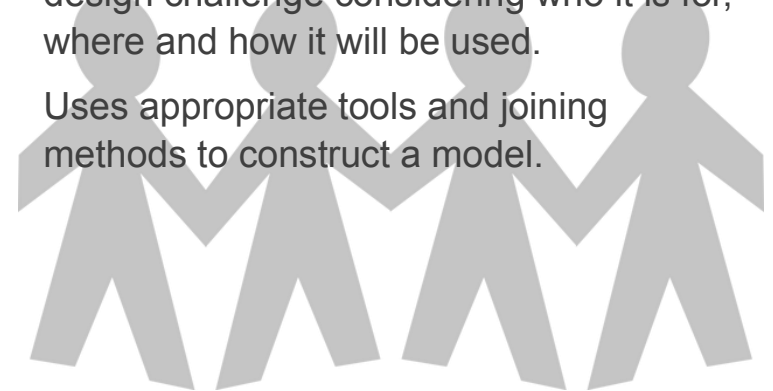 design challenge considering who it is for,
where and how it will be used.
Uses appropriate tools and joining
methods to construct a model.